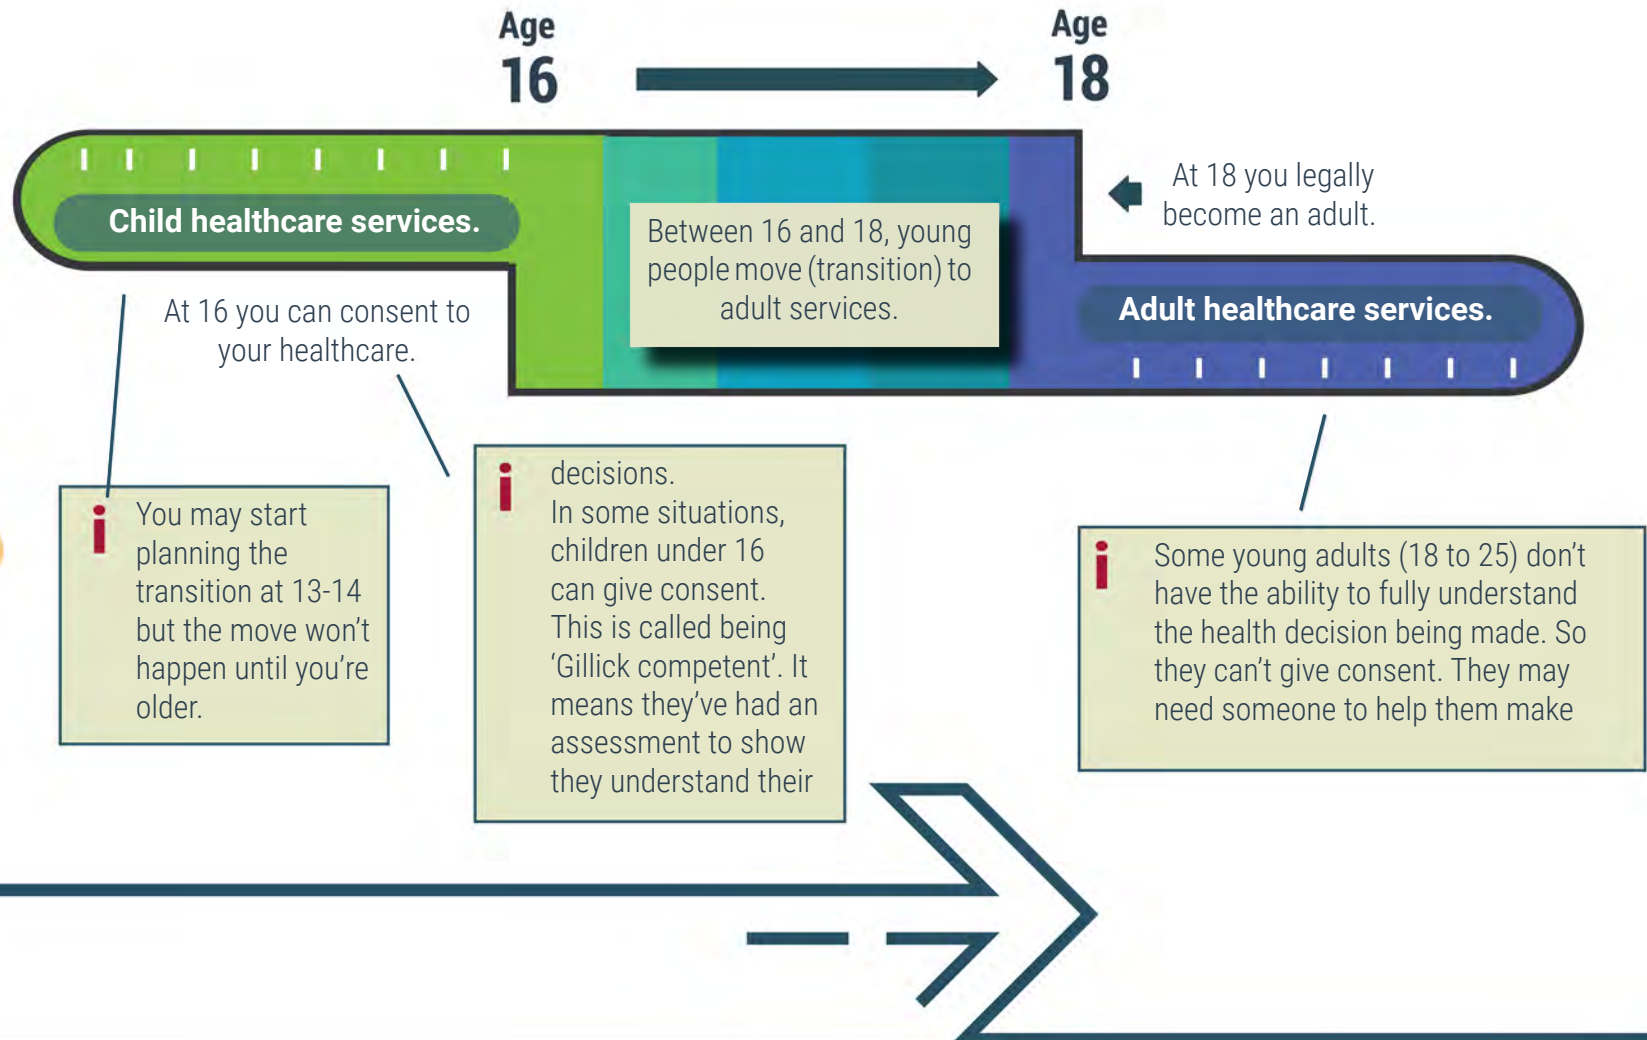 Age
16
Age
18
Child healthcare services.
Between 16 and 18, young
people move (transition) to
adult services.
At 18 you legally
become an adult.
At 16 you can consent to
your healthcare.
Adult healthcare services.
i
You may start
planning the
transition at 13-14
but the move won’t
happen until you’re
older.
i
decisions.
In some situations,
children under 16
can give consent.
This is called being
‘Gillick competent’. It
means they’ve had an
assessment to show
they understand their
i
Some young adults (18 to 25) don’t
have the ability to fully understand
the health decision being made. So
they can’t give consent. They may
need someone to help them make